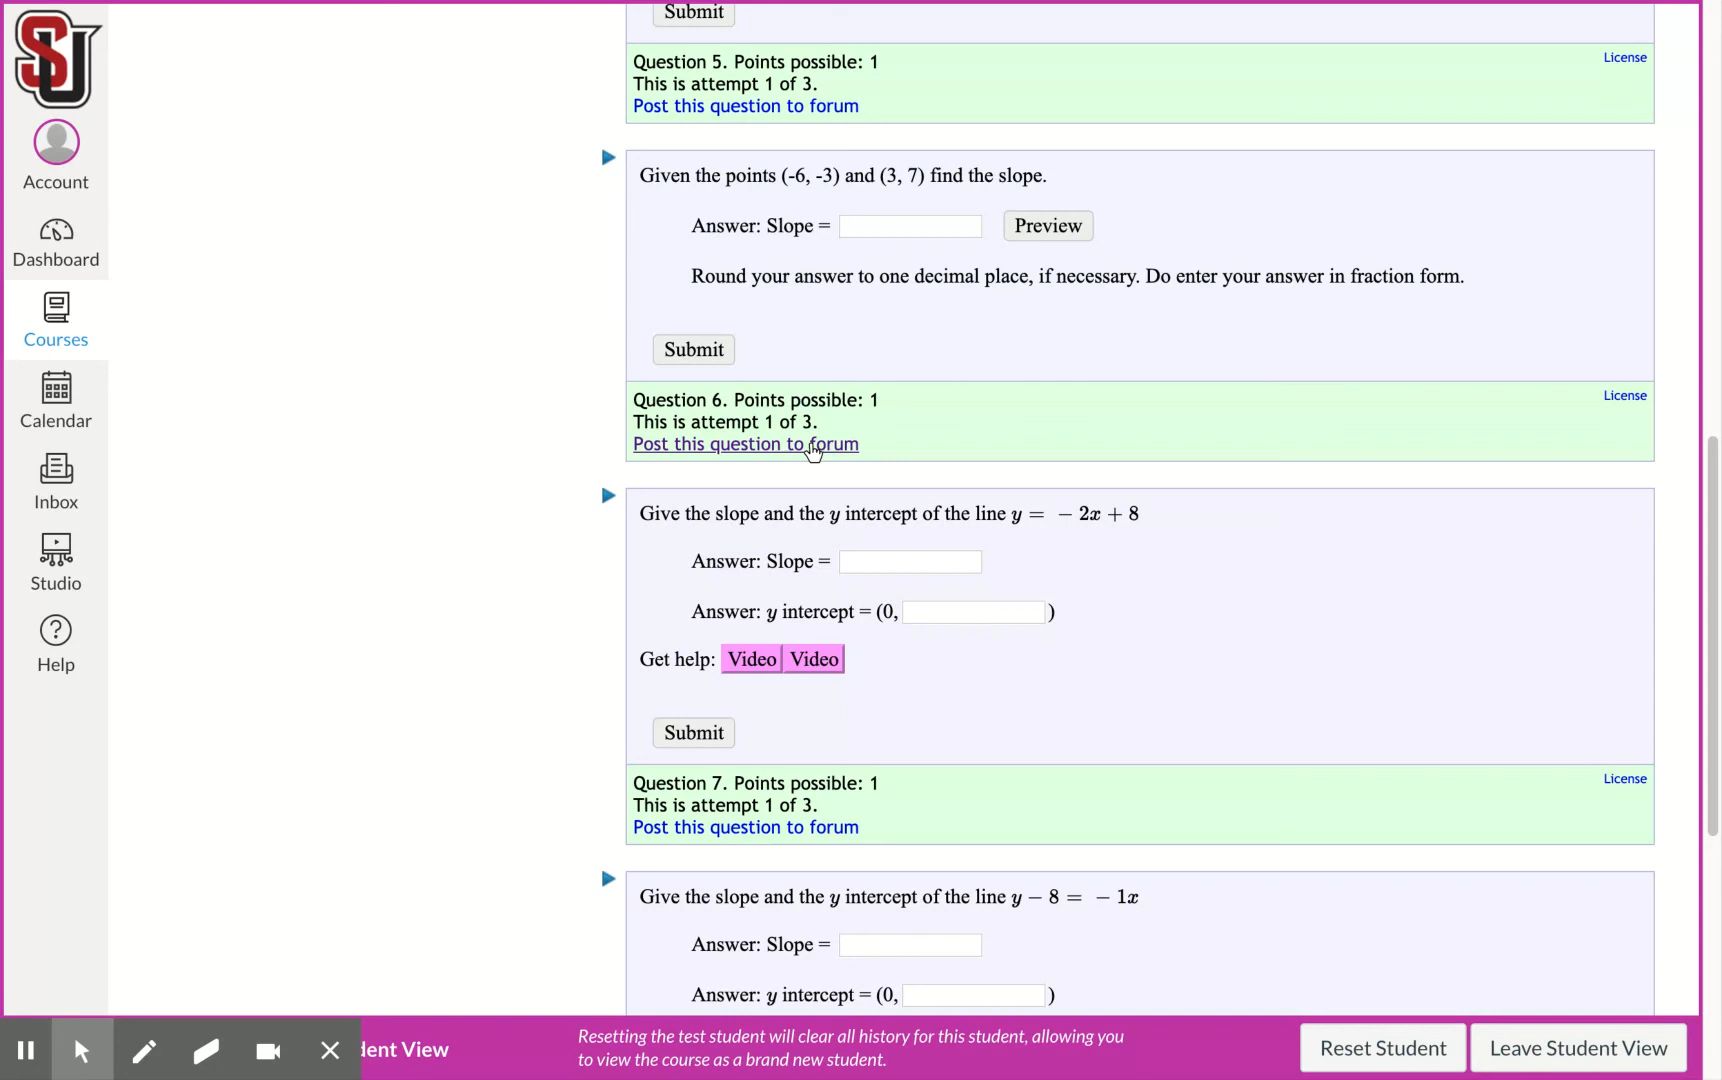 Submit
Question 5. Points possible: 1
License
This is attempt 1 of 3.
Post this question to forum
Given the points (-6, -3) and (3, 7) find the slope.
Answer: Slope =
Preview
Round your answer to one decimal place, if necessary. Do enter your answer in fraction form.
Submit
Question 6. Points possible: 1
License
This is attempt 1 of 3.
Post this question to forum
Give the slope and the y intercept of the line y = − 2x + 8
Answer: Slope =
Answer: y intercept = (0, )
Get help: Video Video
Submit
Question 7. Points possible: 1
License
This is attempt 1 of 3.
Post this question to forum
Give the slope and the y intercept of the line y − 8 = − 1x
Answer: Slope =
Answer: y intercept = (0, )
SU
Account
Dashboard
Courses
Calendar
Inbox
Studio
Help
dent View
Resetting the test student will clear all history for this student, allowing you
to view the course as a brand new student.
Reset Student
Leave Student View